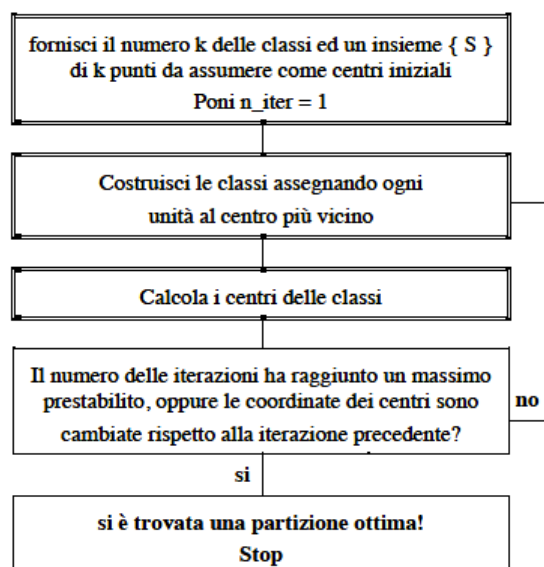 fornisci il numero k delle classi ed un insieme { S }
di k punti da assumere come centri iniziali
Poni n_iter = 1
Costruisci le classi assegnando ogni
unità al centro più vicino
Calcola i centri delle classi
Il numero delle iterazioni ha raggiunto un massimo
prestabilito, oppure le coordinate dei centri sono
cambiate rispetto alla iterazione precedente?
no
si
si è trovata una partizione ottima!
Stop